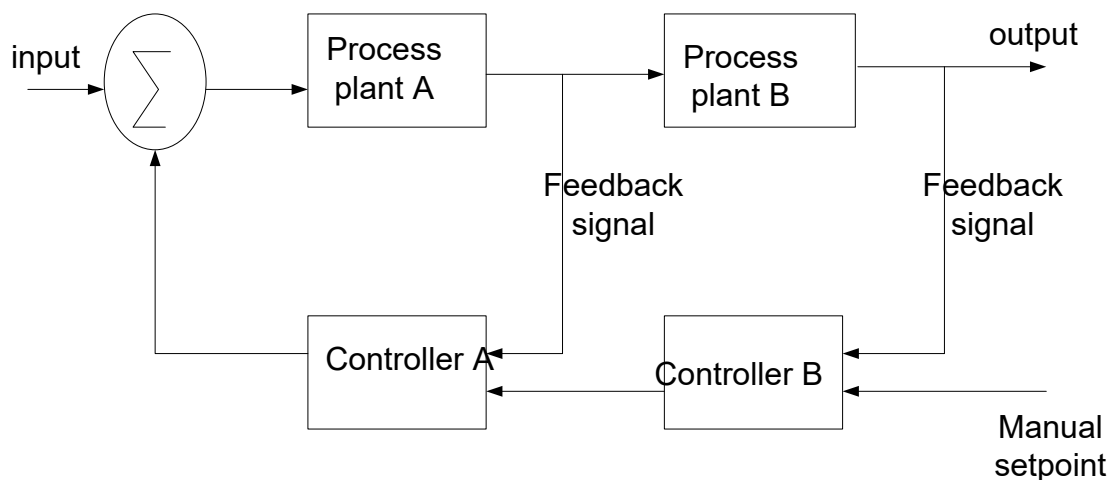 input
∑
Process
plant A
Process
plant B
output
Feedback
signal
Feedback
signal
Controller A
Controller B
Manual
setpoint